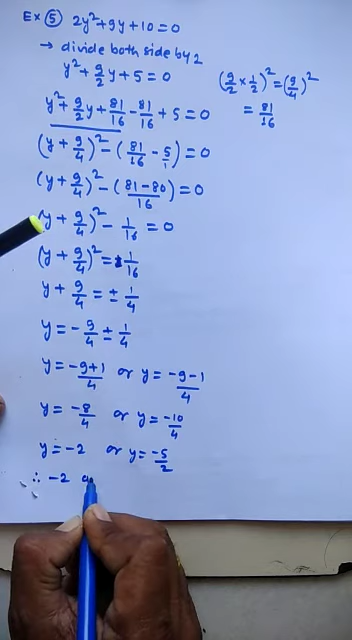 Ex ⑤ 2y²+9y+10=0
→ divide both side by 2
y²+9/2 y+5=0
(9/2 × 1/2)² = (9/4)²
= 81/16
y²+9/2 y+81/16-81/16+5=0
(y+9/4)²-(81/16-5/1)=0
(y+9/4)²-(81-80/16)=0
(y+9/4)²-1/16=0
(y+9/4)²=1/16
y+9/4=±1/4
y=-9/4±1/4
y=-9+1/4 or y=-9-1/4
y=-8/4 or y=-10/4
y=-2 or y=-5/2
∴ -2